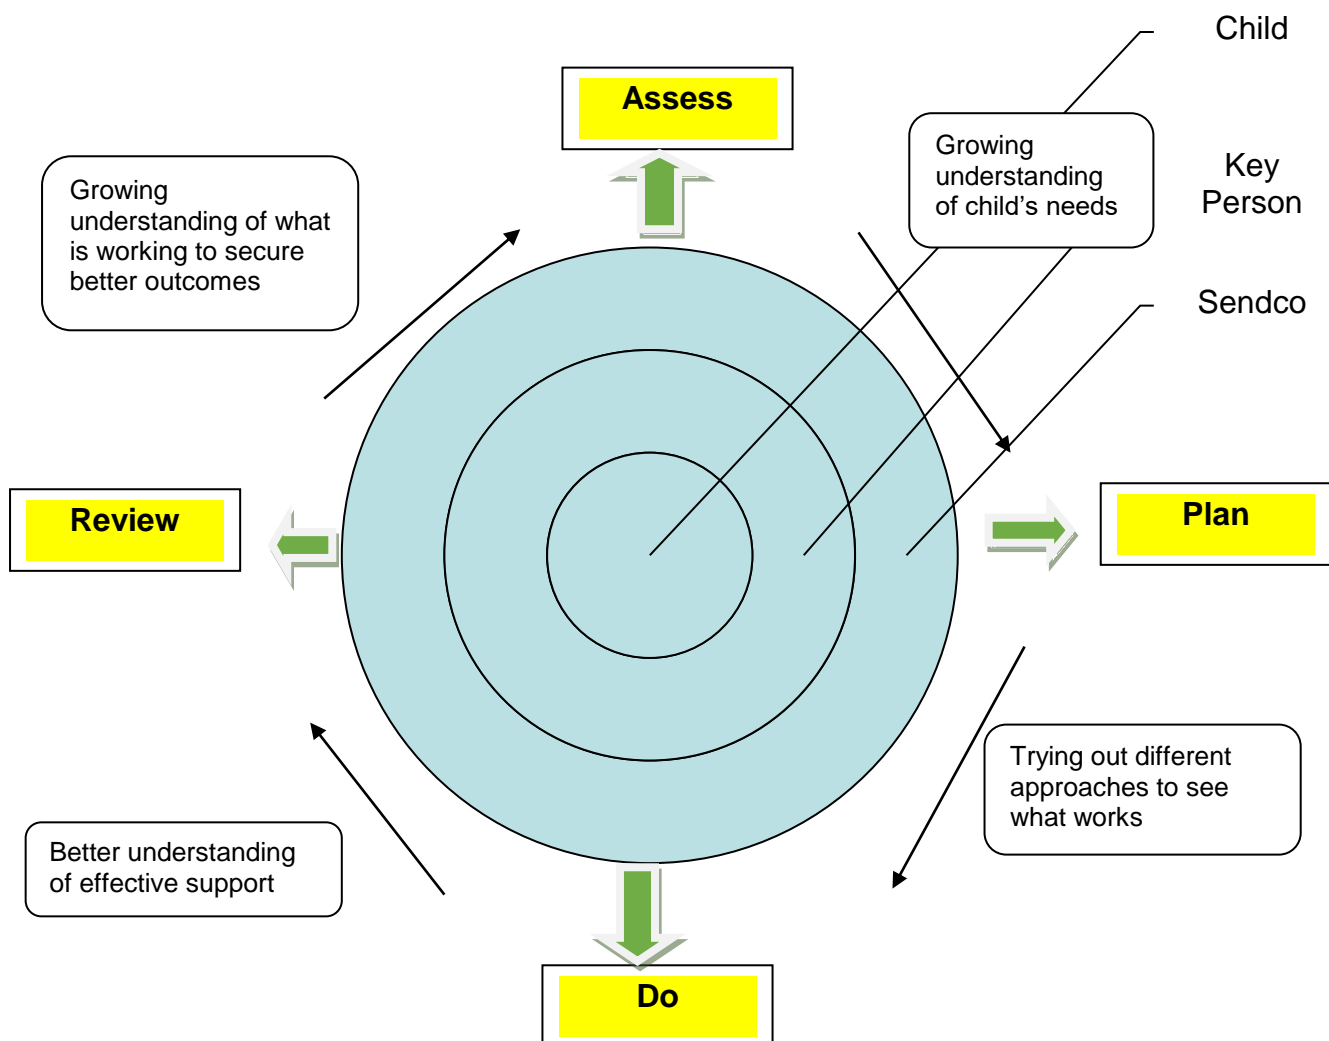 Child
Assess
Growing
understanding
of child’s needs
Growing
understanding of what
is working to secure
better outcomes
Key
Person
Sendco
Review
Plan
Trying out different
approaches to see
what works
Better understanding
of effective support
Do